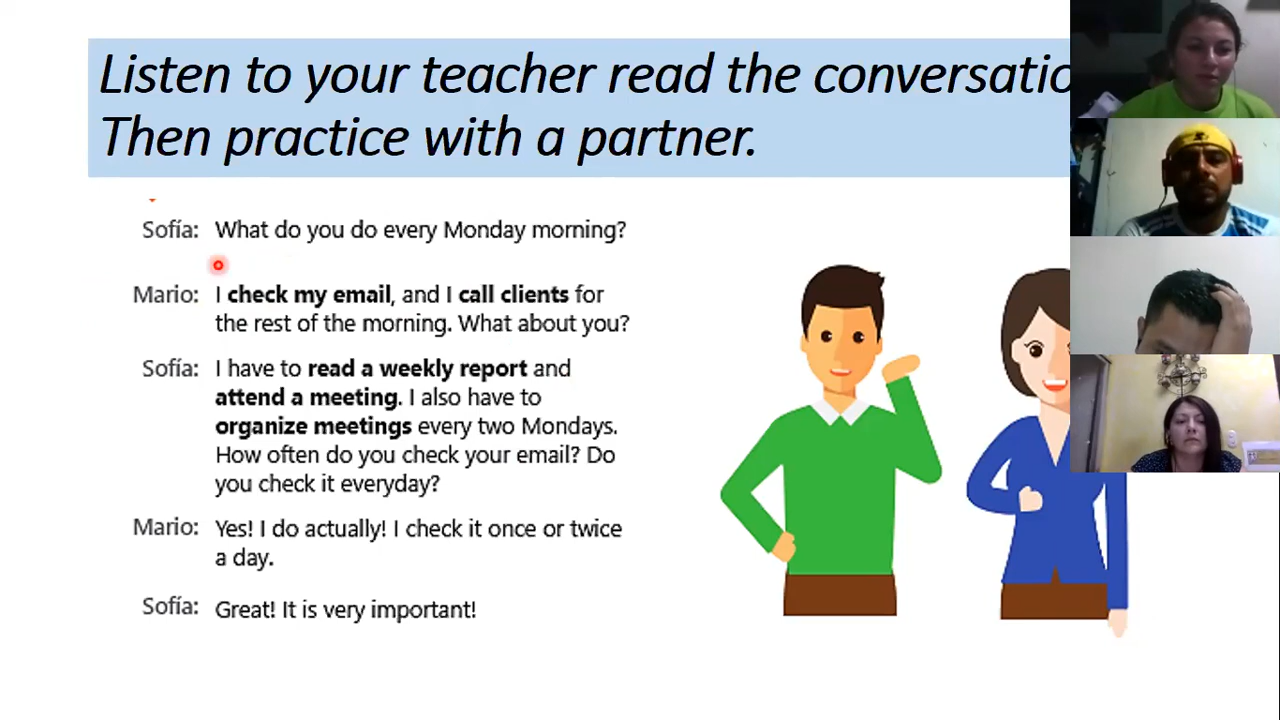 Listen to your teacher read the conversatio
Then practice with a partner.
Sofía: What do you do every Monday morning?
Mario: I check my email, and I call clients for
the rest of the morning. What about you?
Sofía: I have to read a weekly report and
attend a meeting. I also have to
organize meetings every two Mondays.
How often do you check your email? Do
you check it everyday?
Mario: Yes! I do actually! I check it once or twice
a day.
Sofía: Great! It is very important!